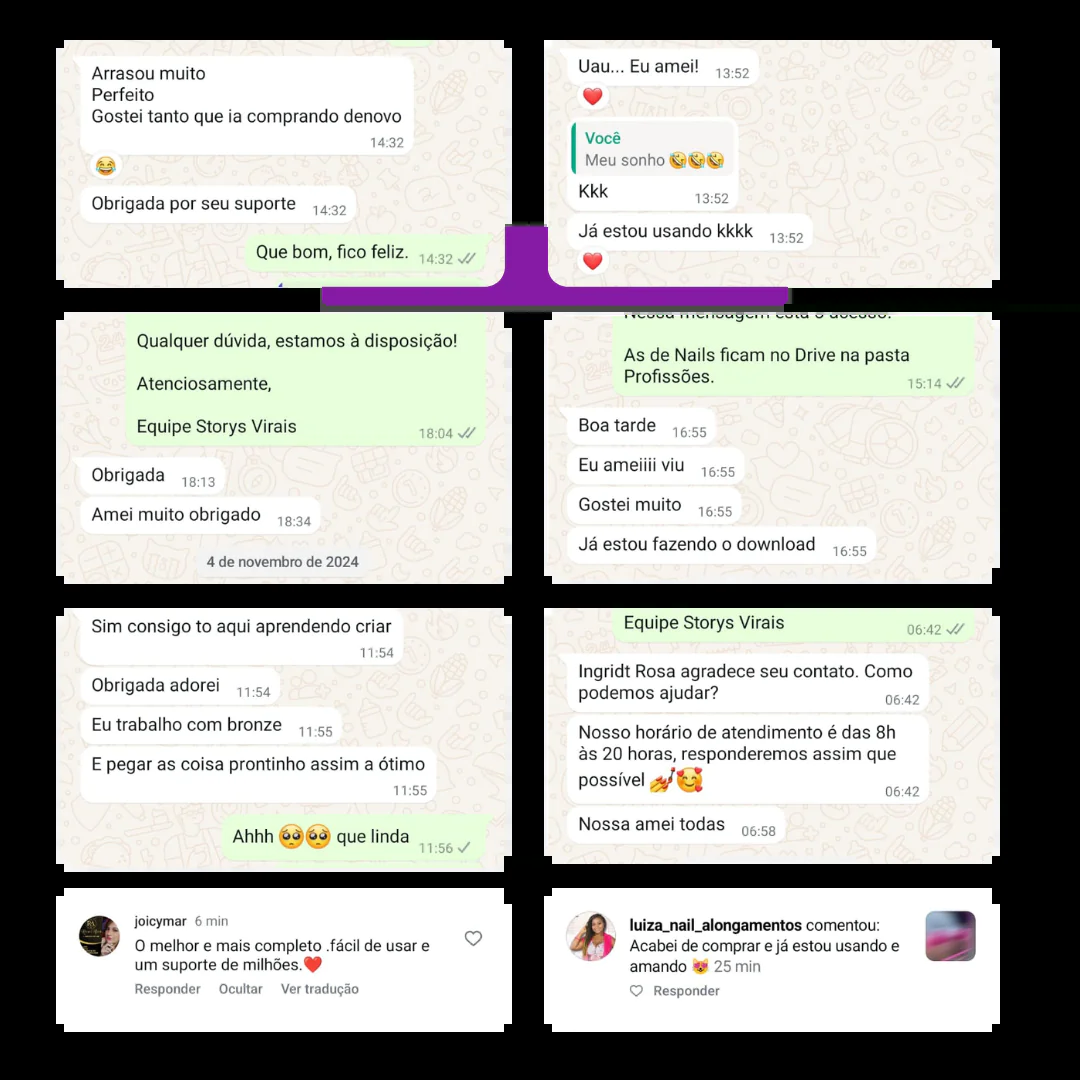 Arrasou muito
Perfeito
Gostei tanto que ia comprando denovo
14:32
😂
Obrigada por seu suporte 14:32
Que bom, fico feliz. 14:32
Uau... Eu amei! 13:52
❤️
Você
Meu sonho 🤣🤣🤣
Kkk 13:52
Já estou usando kkkk 13:52
❤️
Qualquer dúvida, estamos à disposição!
Atenciosamente,
Equipe Storys Virais 18:04
Obrigada 18:13
Amei muito obrigado 18:34
4 de novembro de 2024
Nessa mensagem está o acesso.
As de Nails ficam no Drive na pasta
Profissões. 15:14
Boa tarde 16:55
Eu ameiiii viu 16:55
Gostei muito 16:55
Já estou fazendo o download 16:55
Sim consigo to aqui aprendendo criar
11:54
Obrigada adorei 11:54
Eu trabalho com bronze 11:55
E pegar as coisa prontinho assim a ótimo
11:55
Ahhh 🥺🥺 que linda 11:56
Equipe Storys Virais 06:42
Ingridt Rosa agradece seu contato. Como
podemos ajudar?
06:42
Nosso horário de atendimento é das 8h
às 20 horas, responderemos assim que
possível 💅🥰
06:42
Nossa amei todas 06:58
joicymar 6 min
O melhor e mais completo .fácil de usar e
um suporte de milhões.❤️
Responder Ocultar Ver tradução
luiza_nail_alongamentos comentou:
Acabei de comprar e já estou usando e
amando 😻 25 min
Responder